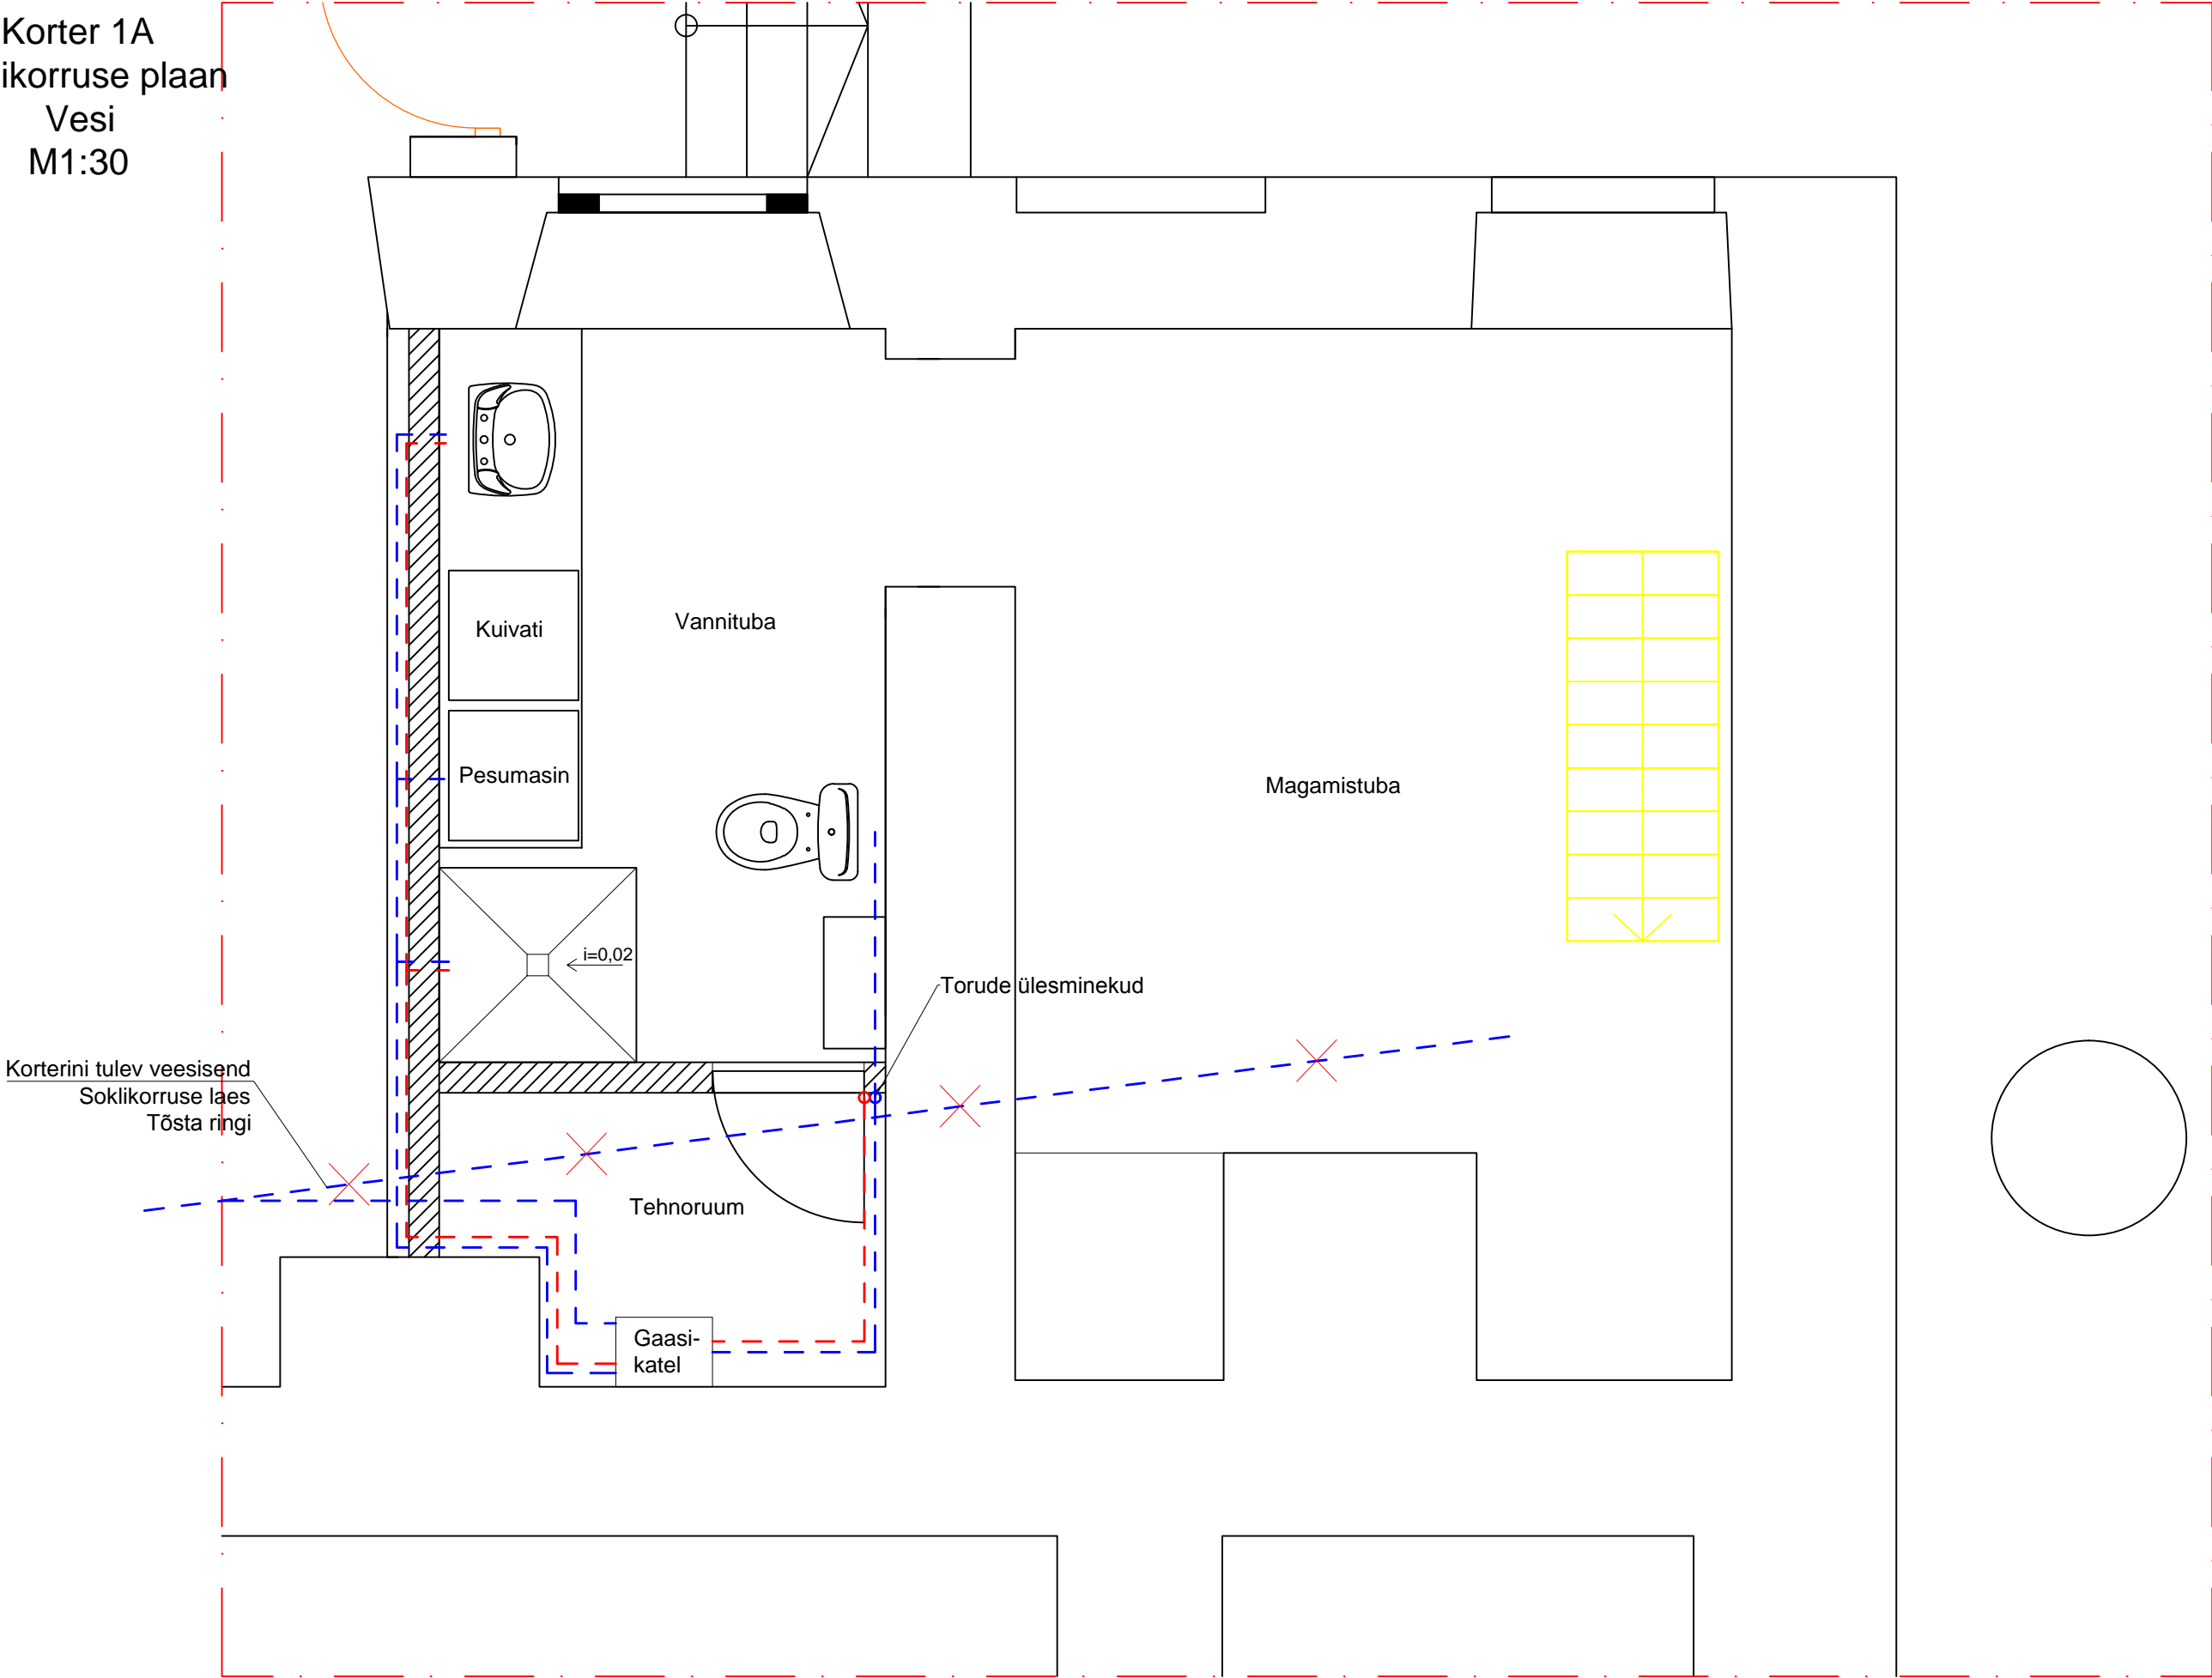 Korter 1A
ikorruse plaan
Vesi
M1:30
Kuivati
Vannituba
Pesumasin
Magamistuba
i=0,02
Torude ülesminekud
Korterini tulev veesisend
Soklikorruse laes
Tõsta ringi
Tehnoruum
Gaasi-
katel